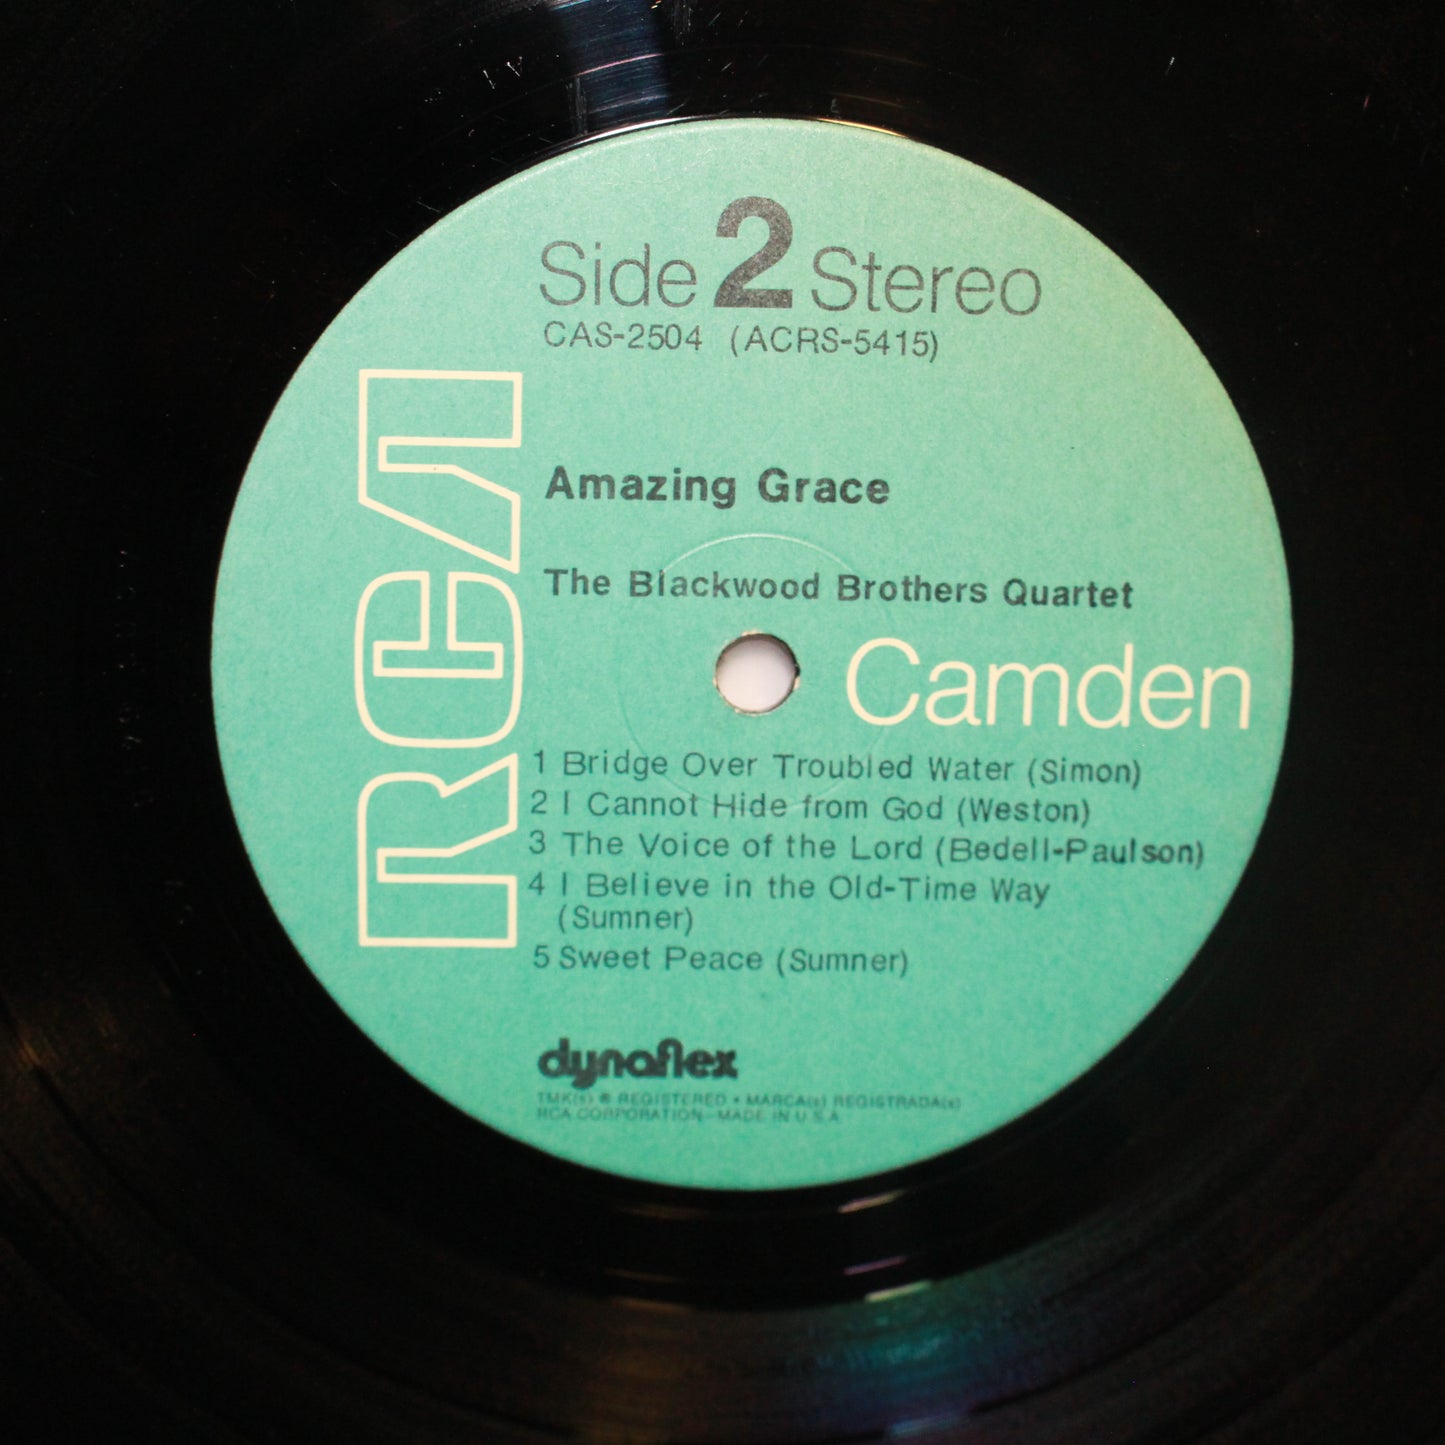 Side 2 Stereo
CAS-2504 (ACRS-5415)
RCA
Amazing Grace
The Blackwood Brothers Quartet
Camden
1 Bridge Over Troubled Water (Simon)
2 I Cannot Hide from God (Weston)
3 The Voice of the Lord (Bedell-Paulson)
4 I Believe in the Old-Time Way
(Sumner)
5 Sweet Peace (Sumner)
dynaflex
TMK(s) ® REGISTERED • MARCA(s) REGISTRADA(s)
RCA CORPORATION—MADE IN U.S.A.